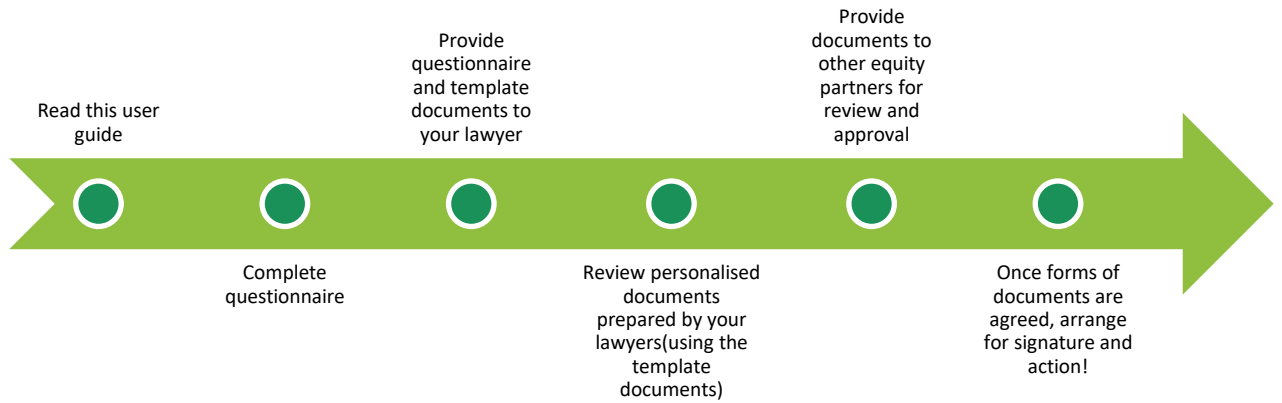 Read this user
guide
Complete
questionnaire
Provide
questionnaire
and template
documents to
your lawyer
Review personalised
documents
prepared by your
lawyers(using the
template
documents)
Provide
documents to
other equity
partners for
review and
approval
Once forms of
documents are
agreed, arrange
for signature and
action!